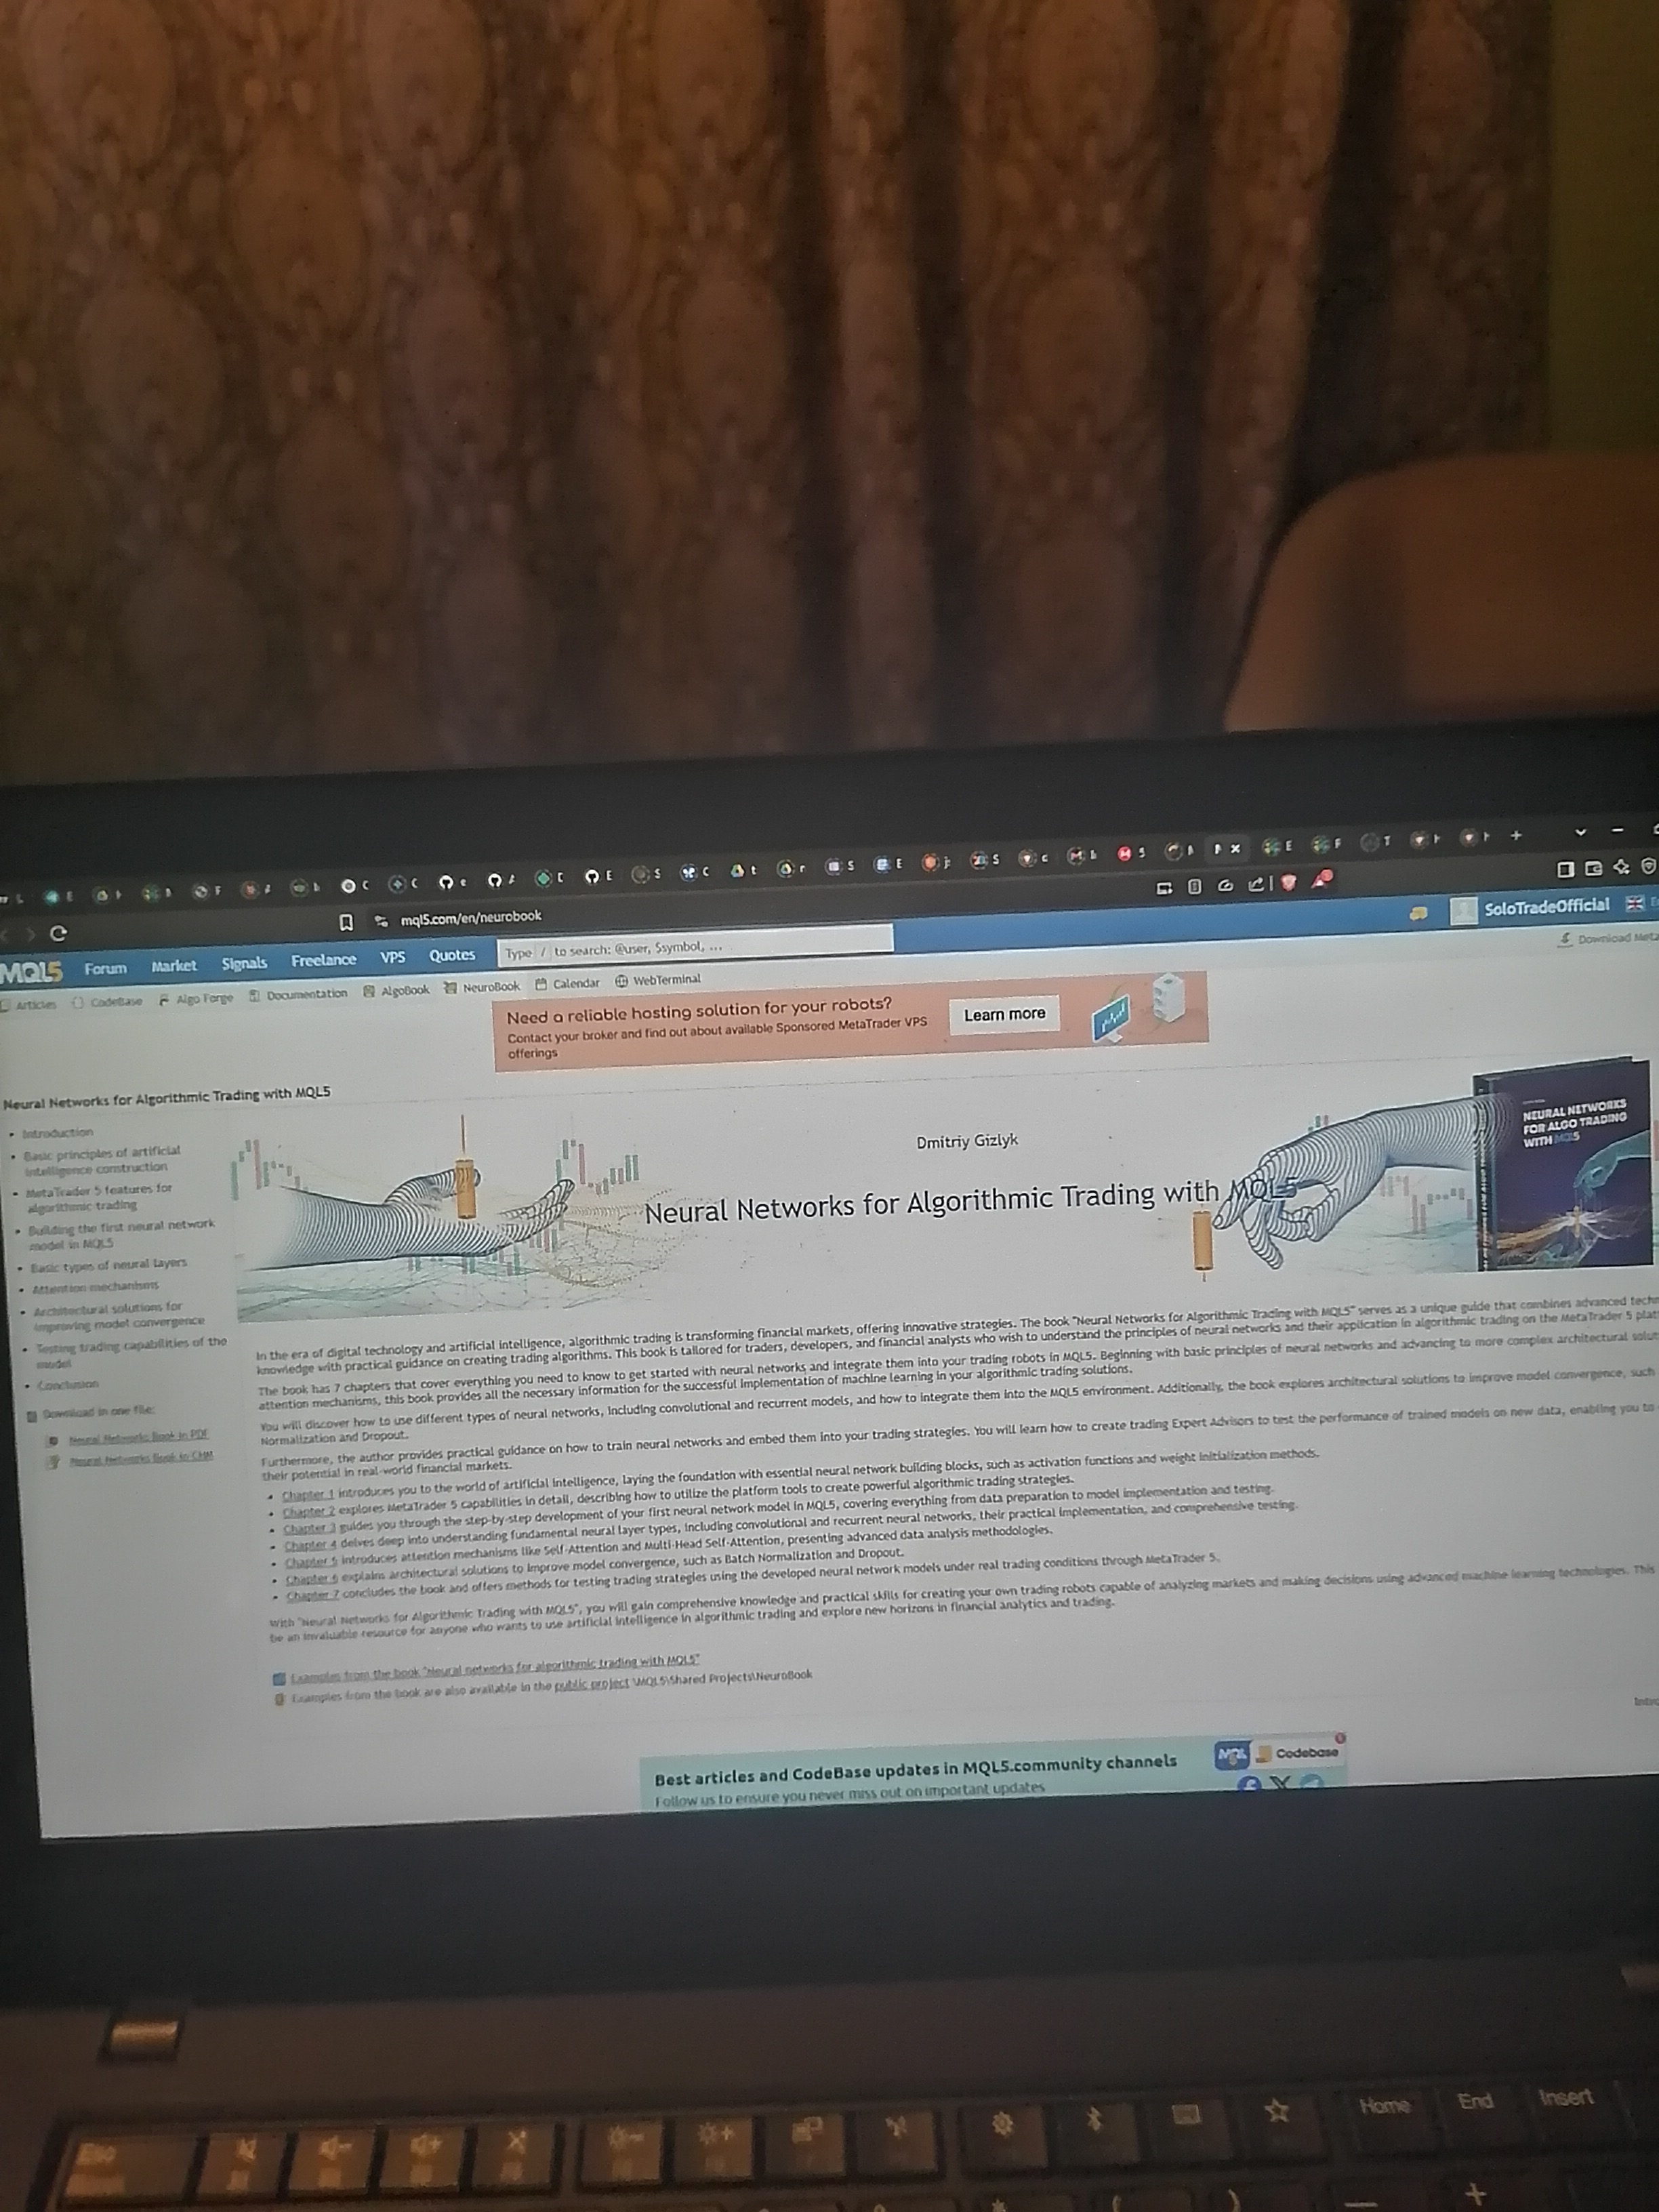 mql5.com/en/neurobook
MQL5 Forum Market Signals Freelance VPS Quotes Type / to search: @user, $symbol, ... SoloTradeOfficial
Articles CodeBase Algo Forge Documentation AlgoBook NeuroBook Calendar WebTerminal Download
Need a reliable hosting solution for your robots?
Contact your broker and find out about available Sponsored MetaTrader VPS
offerings
Learn more
Neural Networks for Algorithmic Trading with MQL5
Introduction
Basic principles of artificial
intelligence construction
MetaTrader 5 features for
algorithmic trading
Building the first neural network
model in MQL5
Basic types of neural layers
Attention mechanisms
Architectural solutions for
improving model convergence
Testing trading capabilities of the
model
Conclusion
Download in one file:
Neural Networks Book in PDF
Neural Networks Book in CHM
Dmitriy Gizlyk
Neural Networks for Algorithmic Trading with MQL5
NEURAL NETWORKS
FOR ALGO TRADING
WITH MQL5
In the era of digital technology and artificial intelligence, algorithmic trading is transforming financial markets, offering innovative strategies. The book "Neural Networks for Algorithmic Trading with MQL5" serves as a unique guide that combines advanced
knowledge with practical guidance on creating trading algorithms. This book is tailored for traders, developers, and financial analysts who wish to understand the principles of neural networks and their application in algorithmic trading on the MetaTrader 5
The book has 7 chapters that cover everything you need to know to get started with neural networks and integrate them into your trading robots in MQL5. Beginning with basic principles of neural networks and advancing to more complex architectural
attention mechanisms, this book provides all the necessary information for the successful implementation of machine learning in your algorithmic trading solutions.
You will discover how to use different types of neural networks, including convolutional and recurrent models, and how to integrate them into the MQL5 environment. Additionally, the book explores architectural solutions to improve model convergence, such
Normalization and Dropout.
Furthermore, the author provides practical guidance on how to train neural networks and embed them into your trading strategies. You will learn how to create trading Expert Advisors to test the performance of trained models on new data, enabling you to
their potential in real-world financial markets.
Chapter 1 introduces you to the world of artificial intelligence, laying the foundation with essential neural network building blocks, such as activation functions and weight initialization methods.
Chapter 2 explores MetaTrader 5 capabilities in detail, describing how to utilize the platform tools to create powerful algorithmic trading strategies.
Chapter 3 guides you through the step-by-step development of your first neural network model in MQL5, covering everything from data preparation to model implementation and testing.
Chapter 4 delves deep into understanding fundamental neural layer types, including convolutional and recurrent neural networks, their practical implementation, and comprehensive testing.
Chapter 5 introduces attention mechanisms like Self-Attention and Multi-Head Self-Attention, presenting advanced data analysis methodologies.
Chapter 6 explains architectural solutions to improve model convergence, such as Batch Normalization and Dropout.
Chapter 7 concludes the book and offers methods for testing trading strategies using the developed neural network models under real trading conditions through MetaTrader 5.
With "Neural Networks for Algorithmic Trading with MQL5", you will gain comprehensive knowledge and practical skills for creating your own trading robots capable of analyzing markets and making decisions using advanced machine learning technologies. This
be an invaluable resource for anyone who wants to use artificial intelligence in algorithmic trading and explore new horizons in financial analytics and trading.
Examples from the book "Neural networks for algorithmic trading with MQL5"
Examples from the book are also available in the public project \MQL5\Shared Projects\NeuroBook
Best articles and CodeBase updates in MQL5.community channels
Follow us to ensure you never miss out on important updates
Codebase
Esc Home End Insert